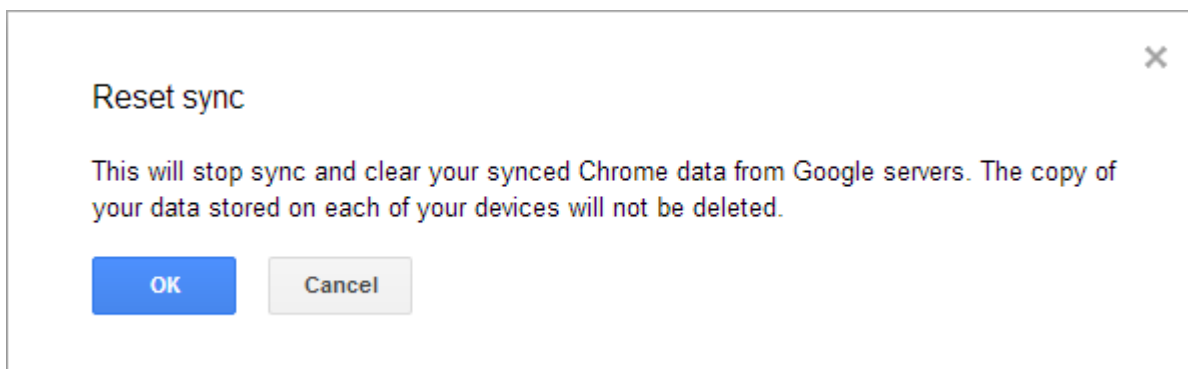 Reset sync
This will stop sync and clear your synced Chrome data from Google servers. The copy of
your data stored on each of your devices will not be deleted.
OK Cancel